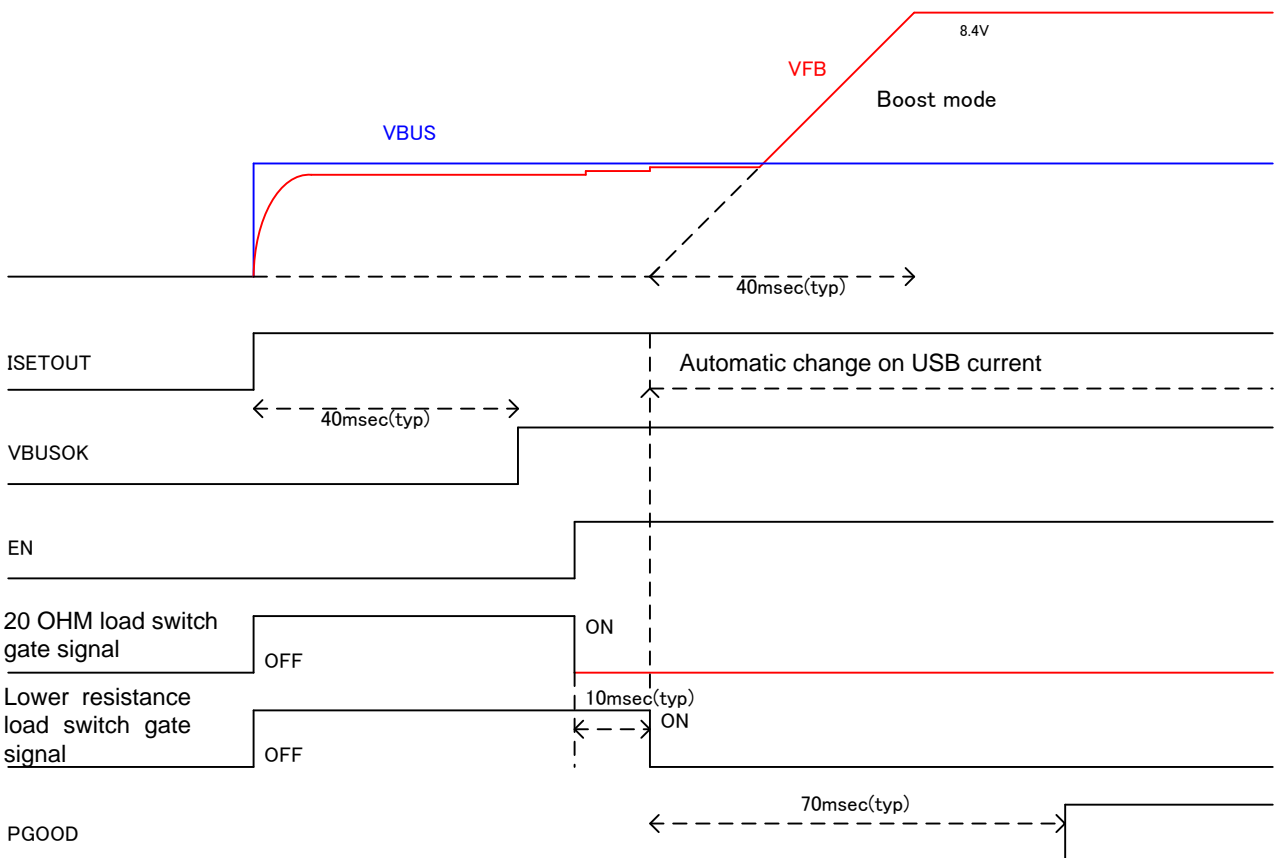 8.4V
VFB
Boost mode
VBUS
40msec(typ)
ISETOUT
Automatic change on USB current
40msec(typ)
VBUSOK
EN
20 OHM load switch
gate signal
ON
OFF
Lower resistance
load switch gate
signal
10msec(typ)
ON
OFF
70msec(typ)
PGOOD